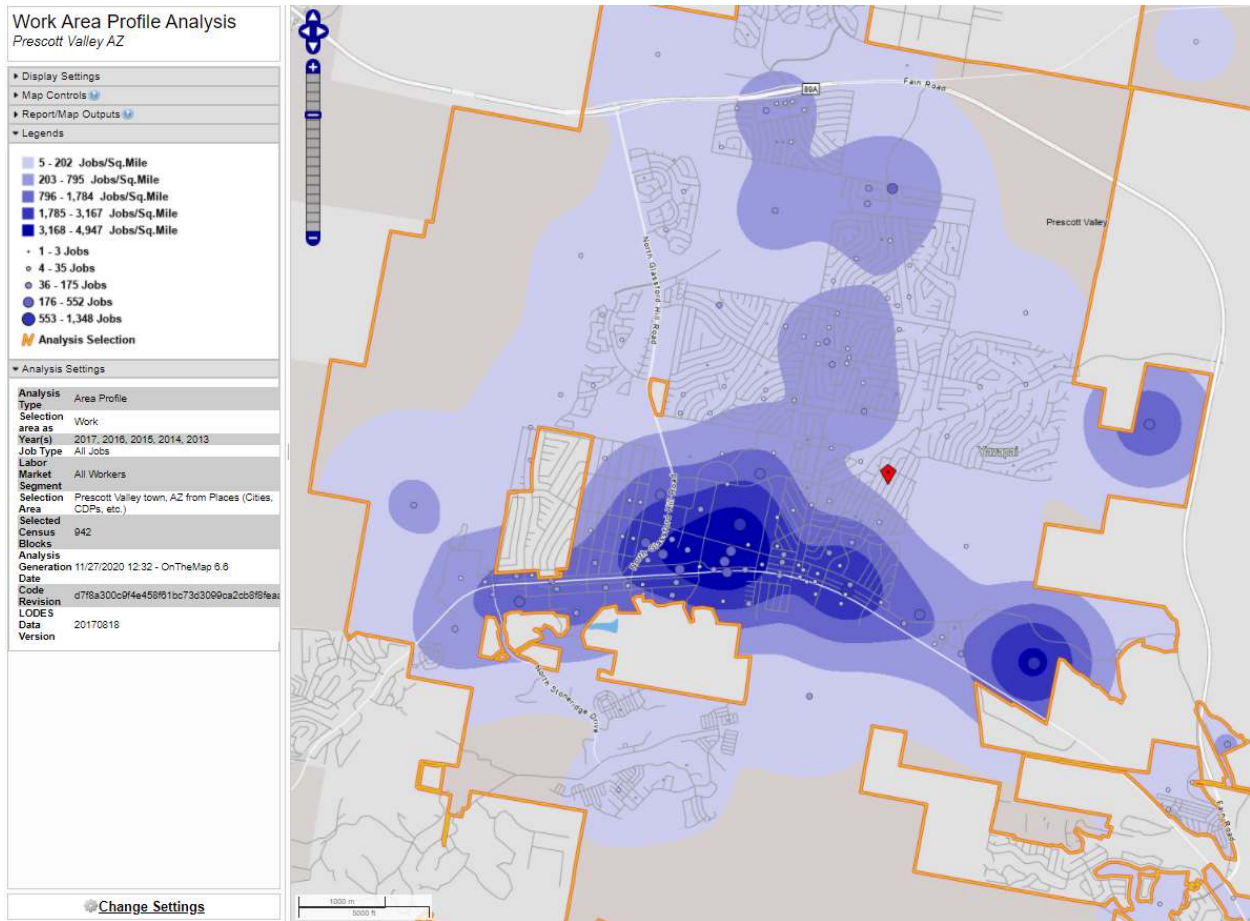 Work Area Profile Analysis
Prescott Valley AZ
Display Settings
Map Controls
Report/Map Outputs
Legends
5 - 202 Jobs/Sq.Mile
203 - 795 Jobs/Sq.Mile
796 - 1,784 Jobs/Sq.Mile
1,785 - 3,167 Jobs/Sq.Mile
3,168 - 4,947 Jobs/Sq.Mile
1 - 3 Jobs
4 - 35 Jobs
36 - 175 Jobs
176 - 552 Jobs
553 - 1,348 Jobs
Analysis Selection
Analysis Settings
Analysis Type Area Profile
Selection area as Work
Year(s) 2017, 2016, 2015, 2014, 2013
Job Type All Jobs
Labor Market Segment All Workers
Selection Area Prescott Valley town, AZ from Places (Cities, CDPs, etc.)
Selected Census Blocks 942
Analysis Generation Date 11/27/2020 12:32 - OnTheMap 6.6
Code Revision
LODES Data Version 20170818
Change Settings
89A
Fain Road
Prescott Valley
North Glassford Hill Road
Yavapai
North Glassford Hill Road
North Stoneridge Drive
Fain Road
1000 m
5000 ft